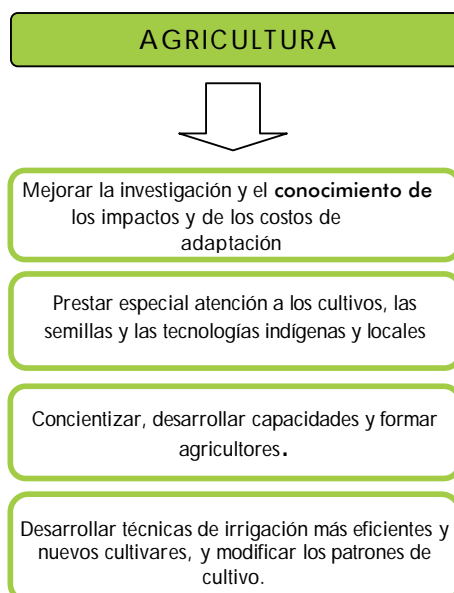 AGRICULTURA
Mejorar la investigación y el conocimiento de
los impactos y de los costos de
adaptación
Prestar especial atención a los cultivos, las
semillas y las tecnologías indígenas y locales
Concientizar, desarrollar capacidades y formar
agricultores.
Desarrollar técnicas de irrigación más eficientes y
nuevos cultivares, y modificar los patrones de
cultivo.